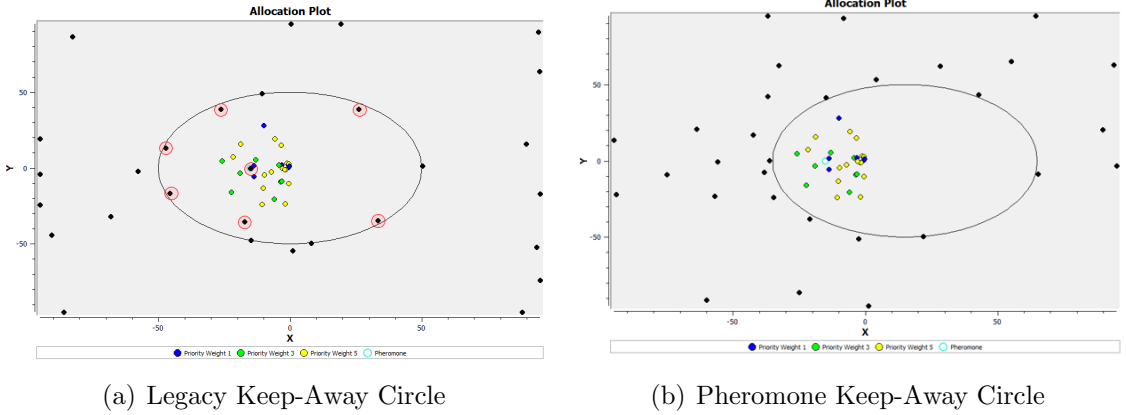 Allocation Plot
50
0
-50
Y
-50
0
50
X
Priority Weight 1 Priority Weight 3 Priority Weight 5 Pheromone
(a) Legacy Keep-Away Circle
Allocation Plot
50
0
-50
Y
-50
0
50
X
Priority Weight 1 Priority Weight 3 Priority Weight 5 Pheromone
(b) Pheromone Keep-Away Circle